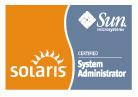 Sun
microsystems
solaris
CERTIFIED
System
Administrator